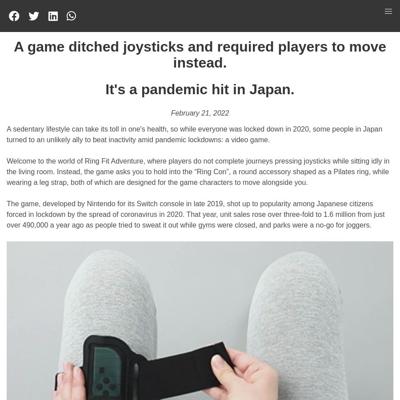 A game ditched joysticks and required players to move
instead.
It's a pandemic hit in Japan.
February 21, 2022
A sedentary lifestyle can take its toll in one's health, so while everyone was locked down in 2020, some people in Japan
turned to an unlikely ally to beat inactivity amid pandemic lockdowns: a video game.
Welcome to the world of Ring Fit Adventure, where players do not complete journeys pressing joysticks while sitting idly in
the living room. Instead, the game asks you to hold into the “Ring Con”, a round accessory shaped as a Pilates ring, while
wearing a leg strap, both of which are designed for the game characters to move alongside you.
The game, developed by Nintendo for its Switch console in late 2019, shot up to popularity among Japanese citizens
forced in lockdown by the spread of coronavirus in 2020. That year, unit sales rose over three-fold to 1.6 million from just
over 490,000 a year ago as people tried to sweat it out while gyms were closed, and parks were a no-go for joggers.